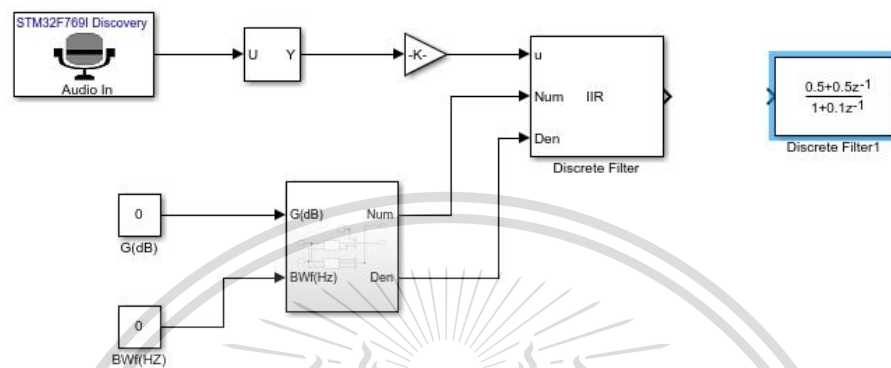 STM32F769I Discovery
Audio In
U Y
-K-
u
Num IIR
Den
Discrete Filter
0.5+0.5z-1
1+0.1z-1
Discrete Filter1
0
G(dB)
G(dB) Num
BWf(Hz) Den
0
BWf(HZ)